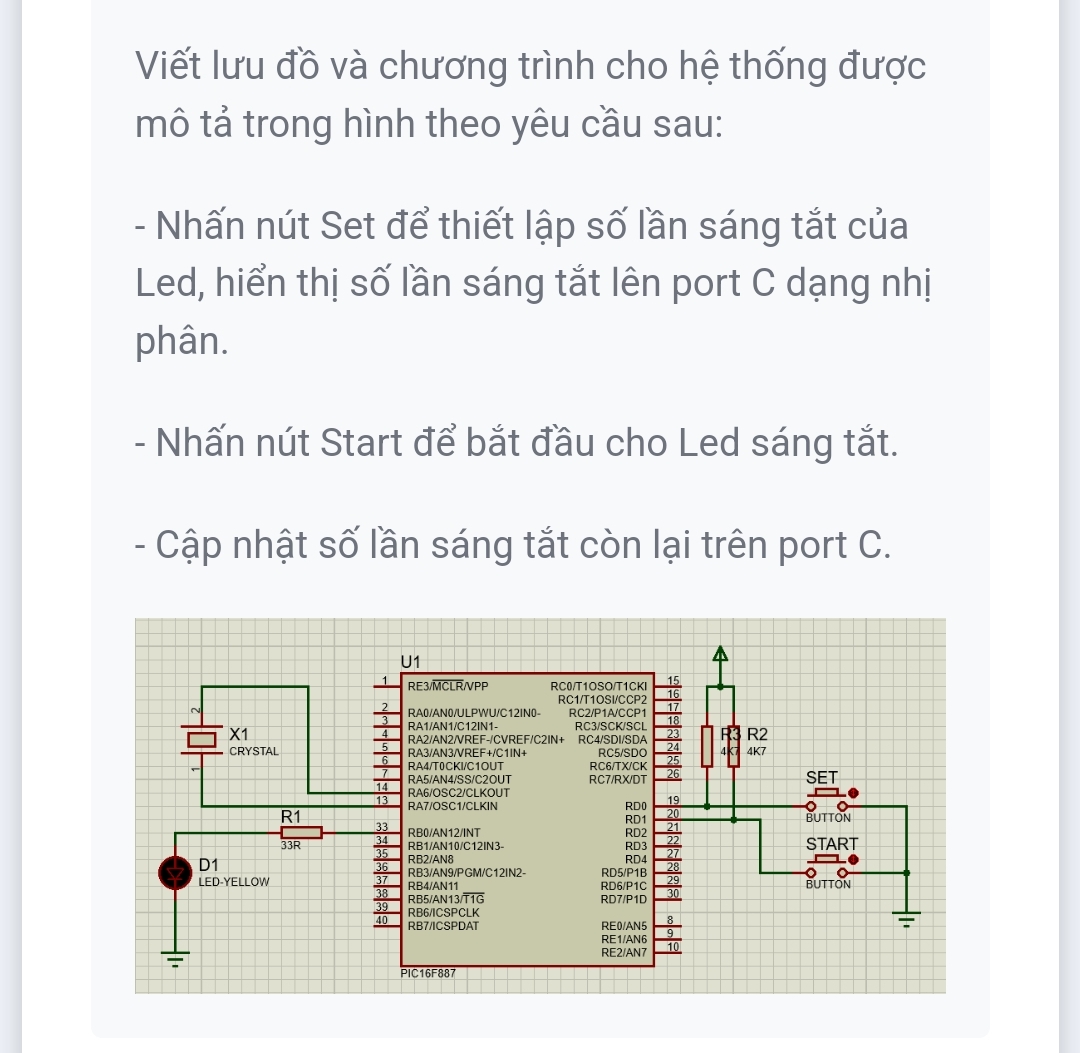 Viết lưu đồ và chương trình cho hệ thống được
mô tả trong hình theo yêu cầu sau:
- Nhấn nút Set để thiết lập số lần sáng tắt của
Led, hiển thị số lần sáng tắt lên port C dạng nhị
phân.
- Nhấn nút Start để bắt đầu cho Led sáng tắt.
- Cập nhật số lần sáng tắt còn lại trên port C.
U1
1 RE3/MCLR/VPP
2 RA0/AN0/ULPWU/C12IN0-
3 RA1/AN1/C12IN1-
4 RA2/AN2/VREF-/CVREF/C2IN+
5 RA3/AN3/VREF+/C1IN+
6 RA4/T0CKI/C1OUT
7 RA5/AN4/SS/C2OUT
14 RA6/OSC2/CLKOUT
13 RA7/OSC1/CLKIN
33 RB0/AN12/INT
34 RB1/AN10/C12IN3-
35 RB2/AN8
36 RB3/AN9/PGM/C12IN2-
37 RB4/AN11
38 RB5/AN13/T1G
39 RB6/ICSPCLK
40 RB7/ICSPDAT
RC0/T1OSO/T1CKI 15
RC1/T1OSI/CCP2 16
RC2/P1A/CCP1 17
RC3/SCK/SCL 18
RC4/SDI/SDA 23
RC5/SDO 24
RC6/TX/CK 25
RC7/RX/DT 26
RD0 19
RD1 20
RD2 21
RD3 22
RD4 27
RD5/P1B 28
RD6/P1C 29
RD7/P1D 30
RE0/AN5 8
RE1/AN6 9
RE2/AN7 10
PIC16F887
2
X1
CRYSTAL
1
R1
33R
D1
LED-YELLOW
R3 R2
4K7 4K7
SET
BUTTON
START
BUTTON